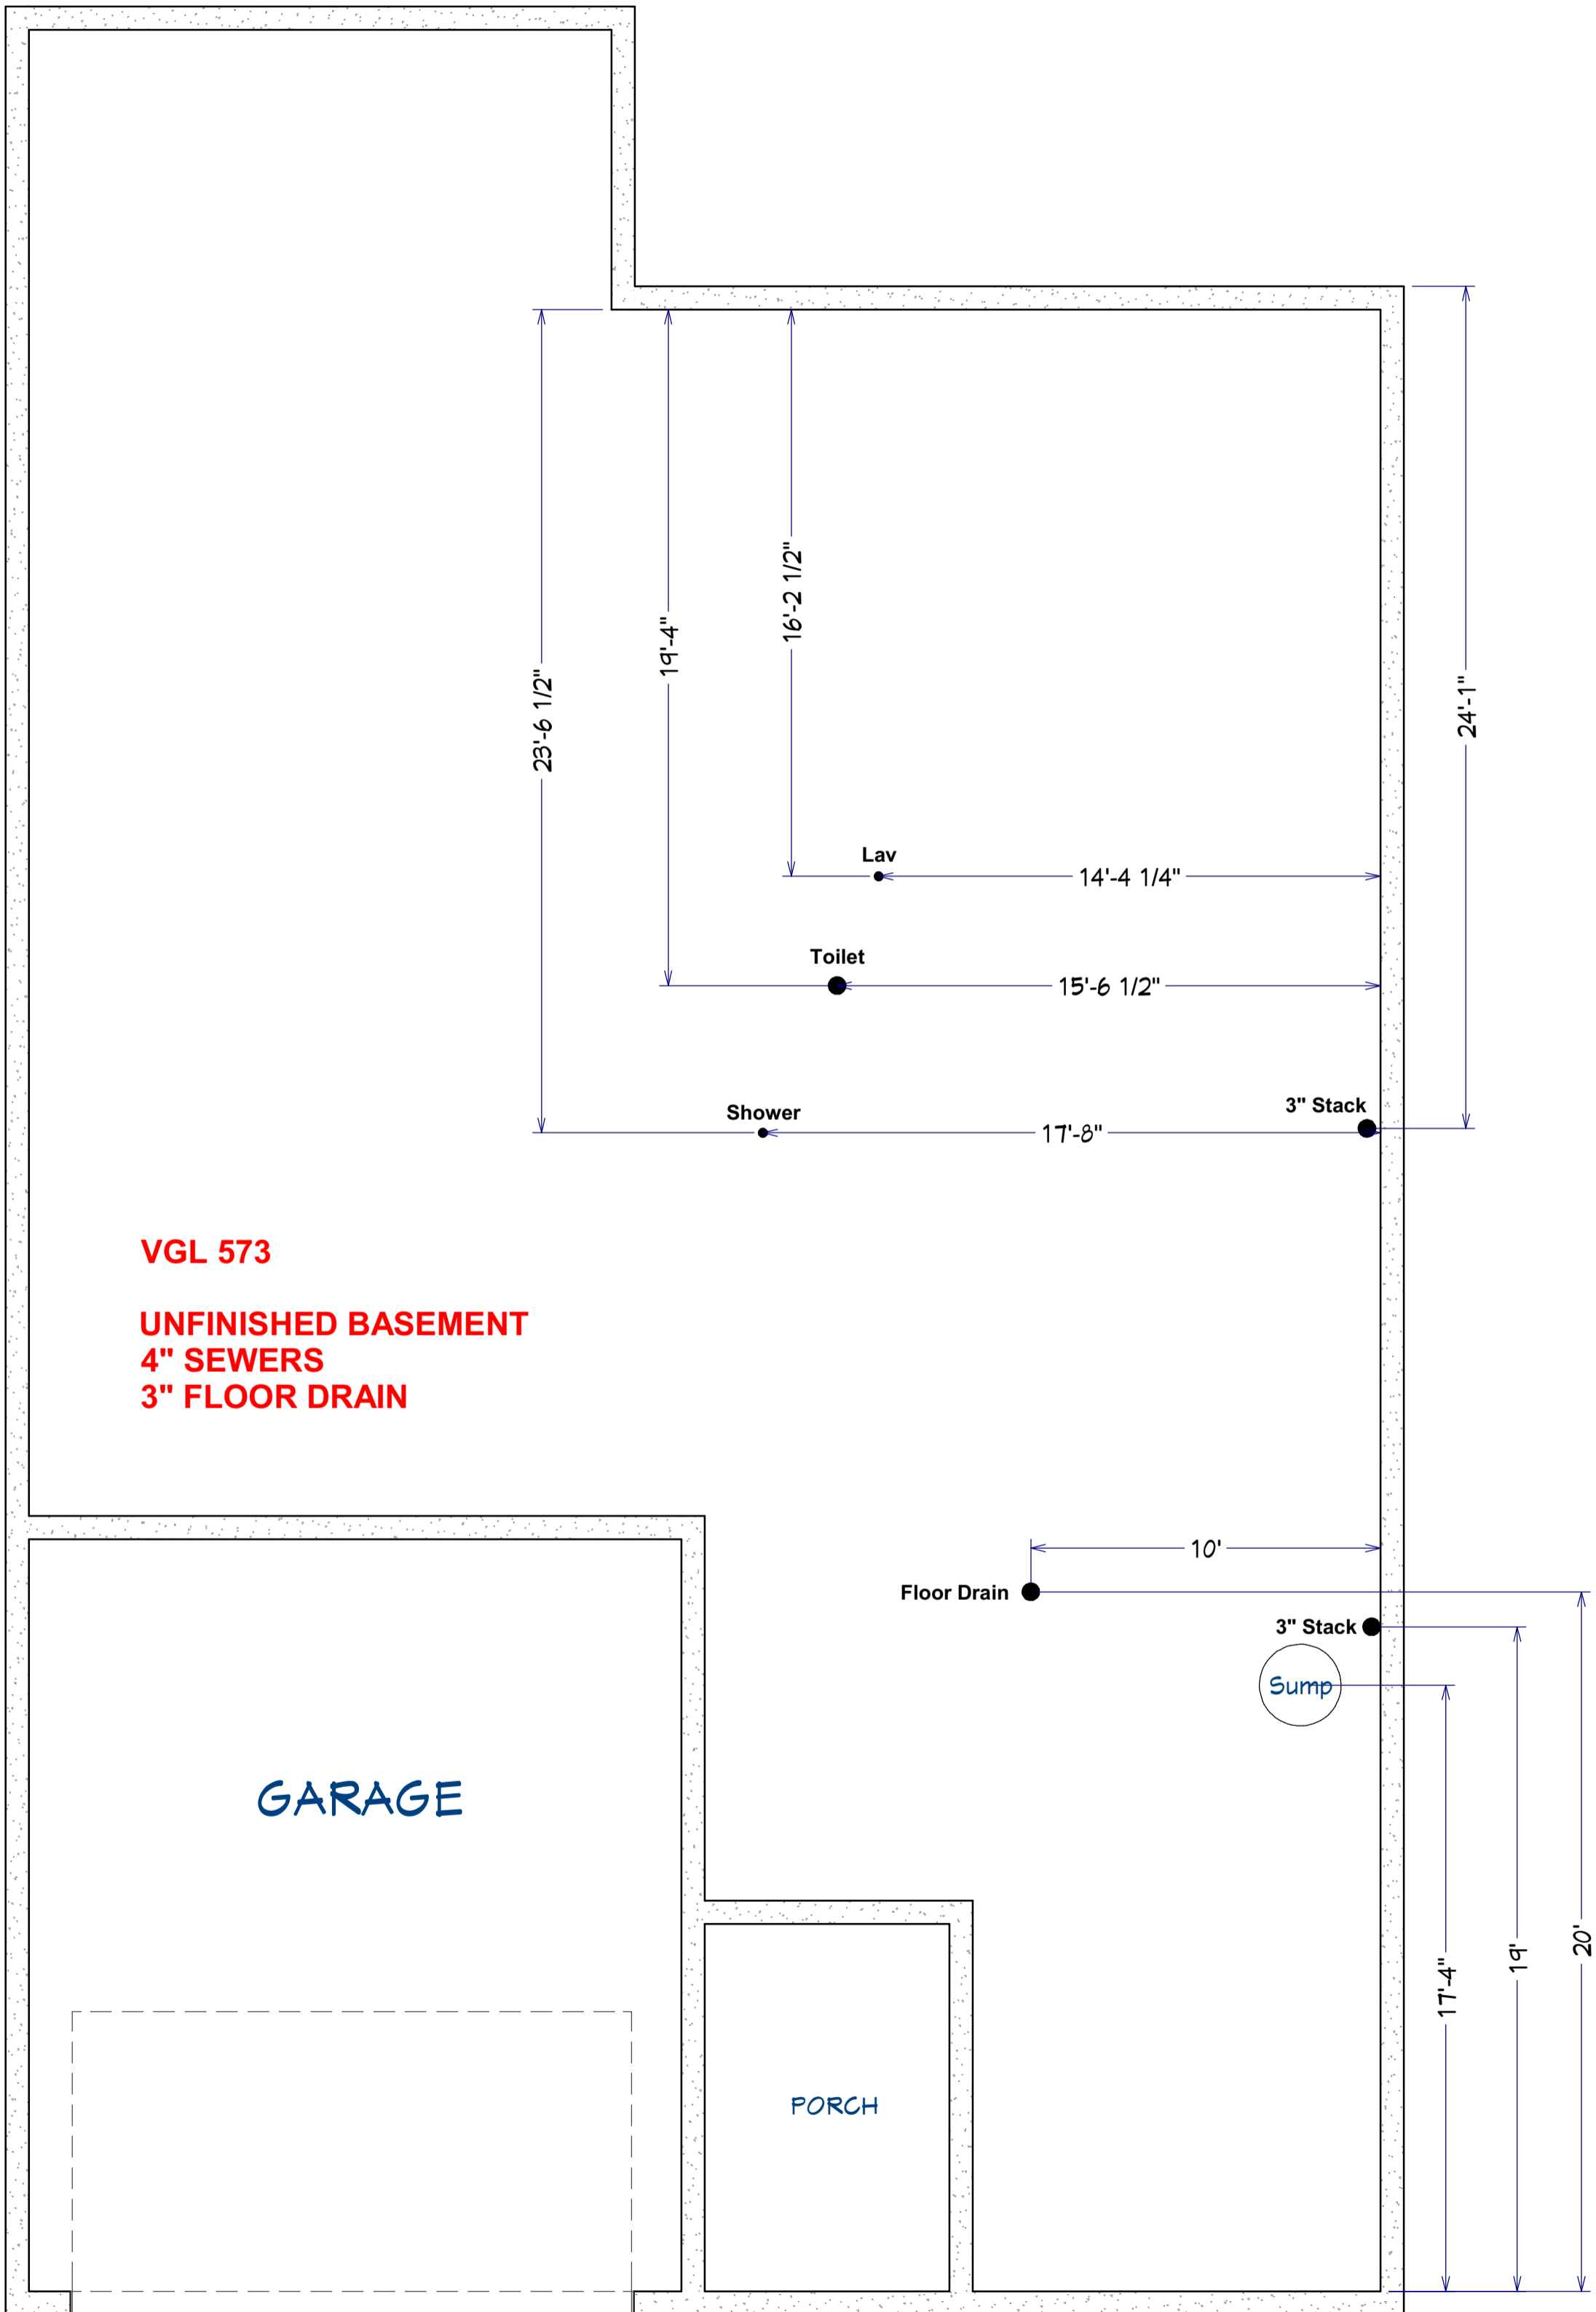 23'-6 1/2"
19'-4"
16'-2 1/2"
24'-1"
Lav
14'-4 1/4"
Toilet
15'-6 1/2"
3" Stack
Shower
17'-8"
VGL 573
UNFINISHED BASEMENT
4" SEWERS
3" FLOOR DRAIN
10'
Floor Drain
3" Stack
Sump
GARAGE
17'-4"
19'
20'
PORCH